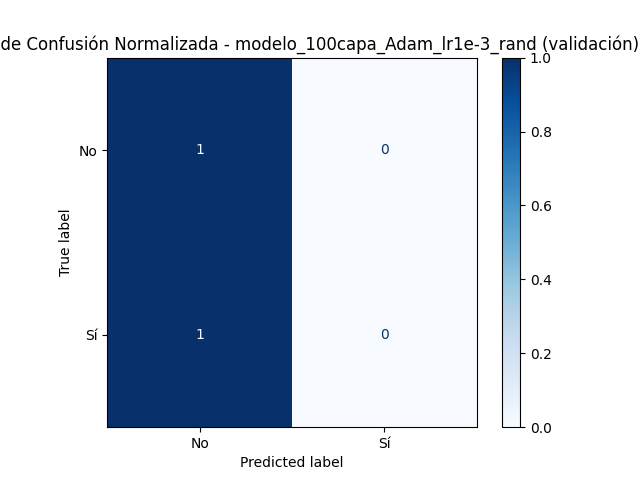 de Confusión Normalizada - modelo_100capa_Adam_lr1e-3_rand (validación)
1.0
0.8
0.6
0.4
0.2
0.0
No
1
0
True label
Sí
1
0
No
Sí
Predicted label